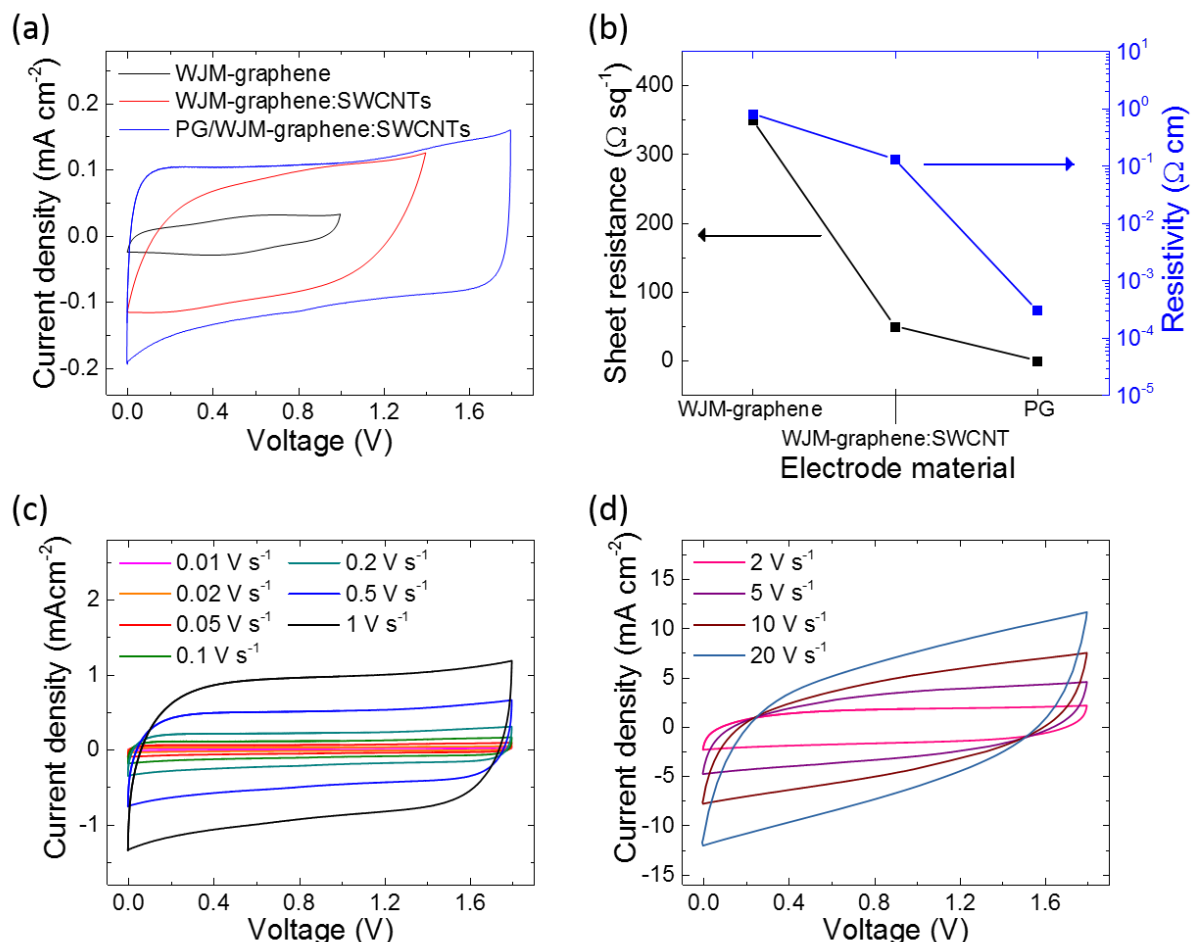 (a)
WJM-graphene
WJM-graphene:SWCNTs
PG/WJM-graphene:SWCNTs
Current density (mA cm⁻²)
0.2
0.1
0.0
-0.1
-0.2
0.0 0.4 0.8 1.2 1.6
Voltage (V)
(b)
Sheet resistance (Ω sq⁻¹)
400
300
200
100
0
10¹
10⁰
10⁻¹
10⁻²
10⁻³
10⁻⁴
10⁻⁵
Resistivity (Ω cm)
WJM-graphene PG
WJM-graphene:SWCNT
Electrode material
(c)
0.01 V s⁻¹ 0.2 V s⁻¹
0.02 V s⁻¹ 0.5 V s⁻¹
0.05 V s⁻¹ 1 V s⁻¹
0.1 V s⁻¹
Current density (mAcm⁻²)
2
1
0
-1
0.0 0.4 0.8 1.2 1.6
Voltage (V)
(d)
2 V s⁻¹
5 V s⁻¹
10 V s⁻¹
20 V s⁻¹
Current density (mA cm⁻²)
15
10
5
0
-5
-10
-15
0.0 0.4 0.8 1.2 1.6
Voltage (V)